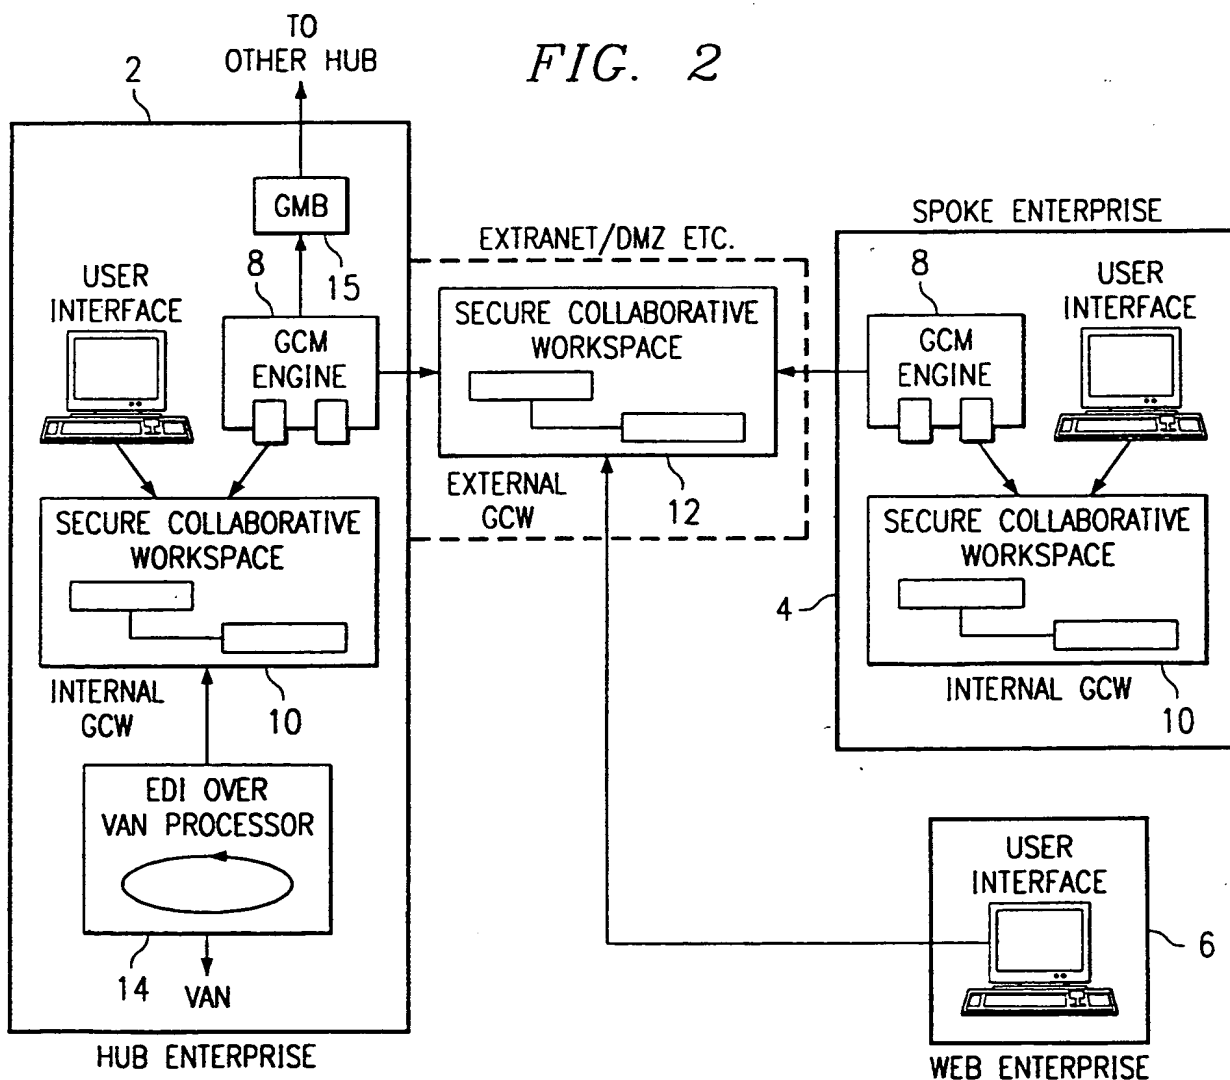 TO
OTHER HUB
FIG. 2
2
GMB
15
8
USER
INTERFACE
GCM
ENGINE
SECURE COLLABORATIVE
WORKSPACE
INTERNAL
GCW
10
EDI OVER
VAN PROCESSOR
14
VAN
HUB ENTERPRISE
EXTRANET/DMZ ETC.
SECURE COLLABORATIVE
WORKSPACE
EXTERNAL
GCW
12
SPOKE ENTERPRISE
8
USER
INTERFACE
GCM
ENGINE
SECURE COLLABORATIVE
WORKSPACE
4
INTERNAL GCW
10
USER
INTERFACE
6
WEB ENTERPRISE